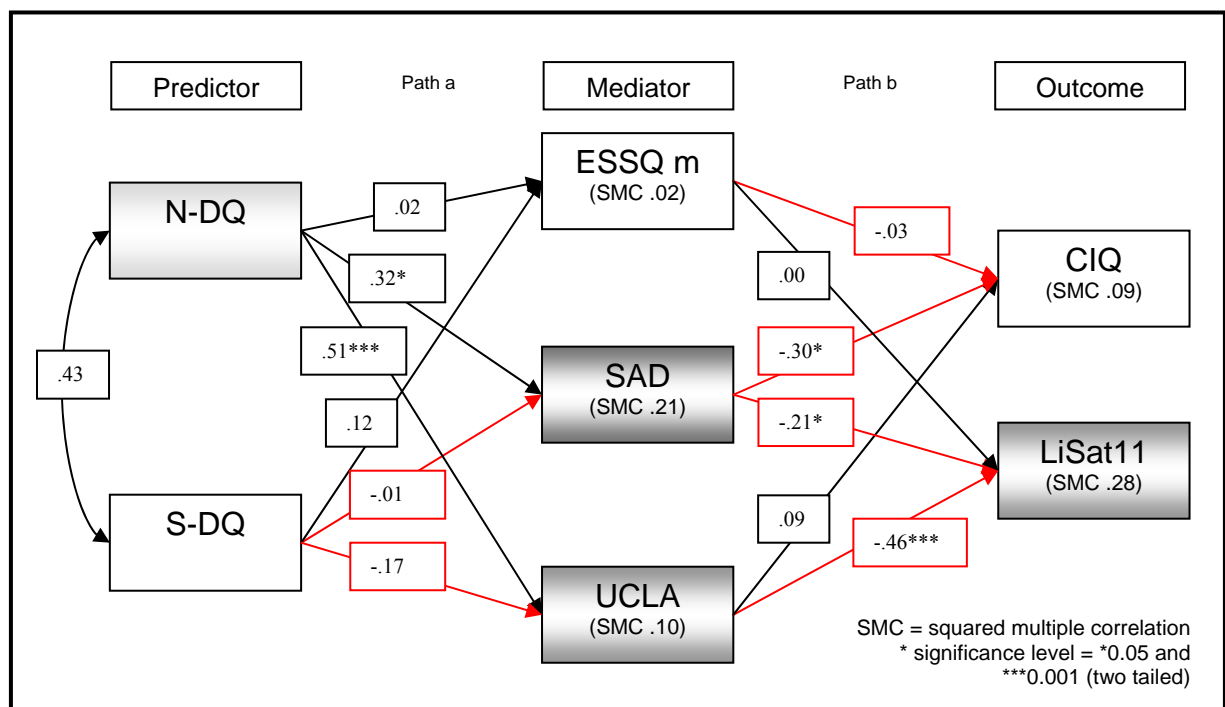 Predictor
Path a
Mediator
Path b
Outcome
ESSQ m
(SMC .02)
N-DQ
.02
-.03
CIQ
(SMC .09)
.32*
.00
.51***
SAD
(SMC .21)
-.30*
.43
.12
-.21*
LiSat11
(SMC .28)
-.01
S-DQ
.09
-.46***
-.17
UCLA
(SMC .10)
SMC = squared multiple correlation
* significance level = *0.05 and
***0.001 (two tailed)